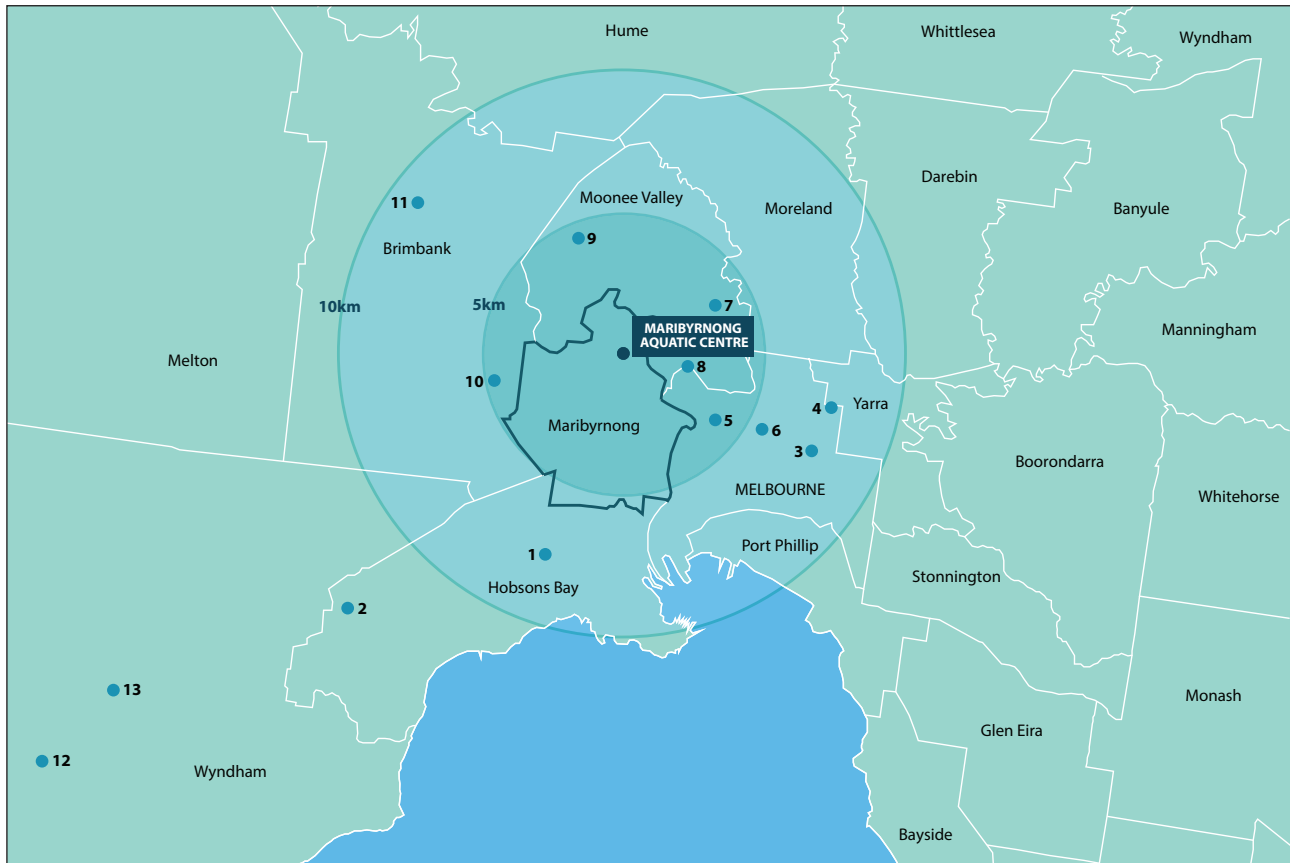 Hume
Whittlesea
Wyndham
Darebin
Banyule
Moonee Valley
Moreland
11
Brimbank
9
10km
5km
7
MARIBYRNONG
AQUATIC CENTRE
Manningham
Melton
10
8
Maribyrnong
5
6
4
Yarra
3
Boorondarra
MELBOURNE
Whitehorse
Port Phillip
1
Hobsons Bay
Stonnington
2
13
Monash
Glen Eira
12
Wyndham
Bayside